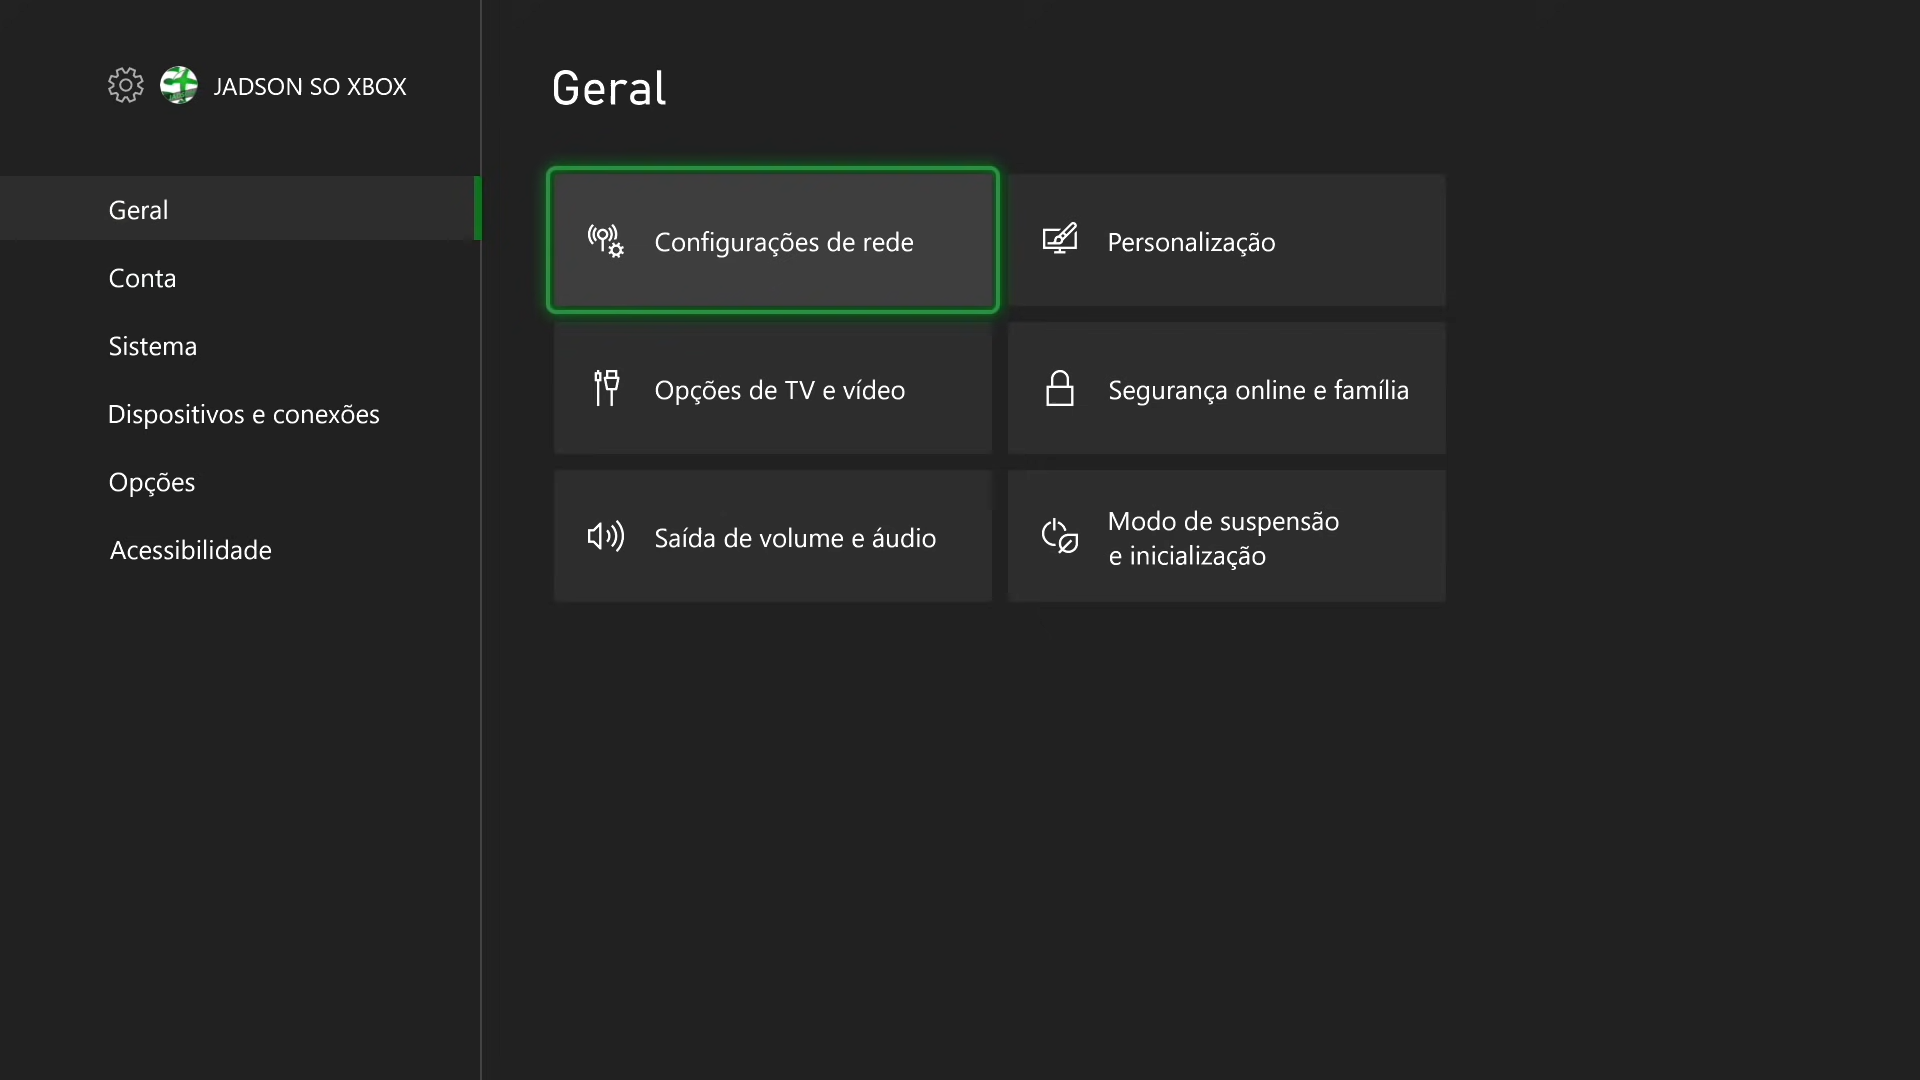 JADSON SO XBOX
Geral
Conta
Sistema
Dispositivos e conexões
Opções
Acessibilidade
Geral
Configurações de rede
Personalização
Opções de TV e vídeo
Segurança online e família
Saída de volume e áudio
Modo de suspensão
e inicialização